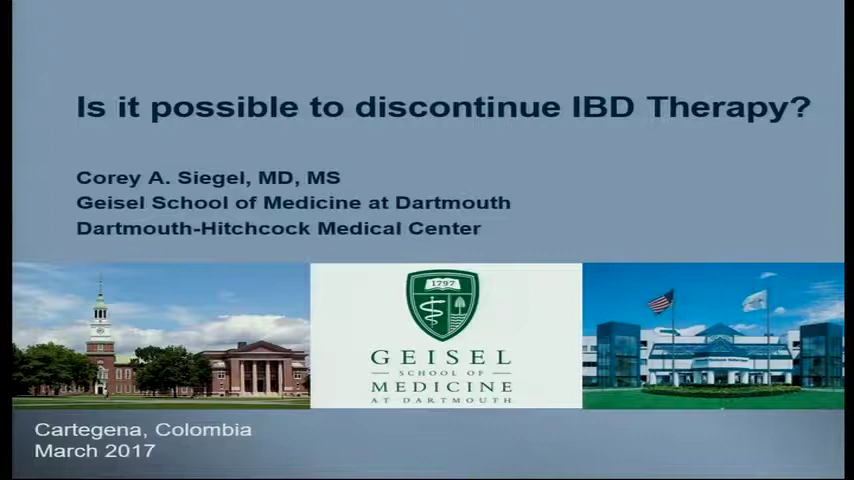 Is it possible to discontinue IBD Therapy?
Corey A. Siegel, MD, MS
Geisel School of Medicine at Dartmouth
Dartmouth-Hitchcock Medical Center
1797
GEISEL
SCHOOL OF
MEDICINE
AT DARTMOUTH
Cartegena, Colombia
March 2017